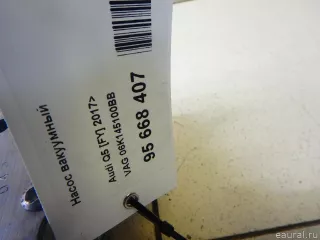 Насос вакуумный
Audi Q5 [FY] 2017>
VAG 06K145100BB
95 668 407
eaural.ru